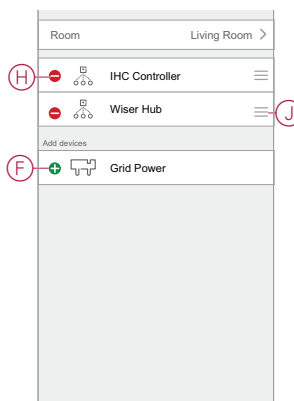 Room Living Room >
H IHC Controller
Wiser Hub J
Add devices
F Grid Power